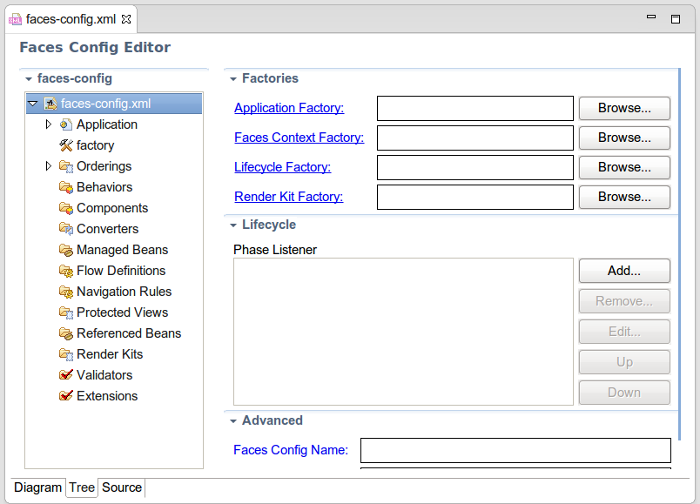 faces-config.xml
Faces Config Editor
faces-config
faces-config.xml
Application
factory
Orderings
Behaviors
Components
Converters
Managed Beans
Flow Definitions
Navigation Rules
Protected Views
Referenced Beans
Render Kits
Validators
Extensions
Factories
Application Factory: Browse...
Faces Context Factory: Browse...
Lifecycle Factory: Browse...
Render Kit Factory: Browse...
Lifecycle
Phase Listener
Add...
Remove...
Edit...
Up
Down
Advanced
Faces Config Name:
Diagram Tree Source